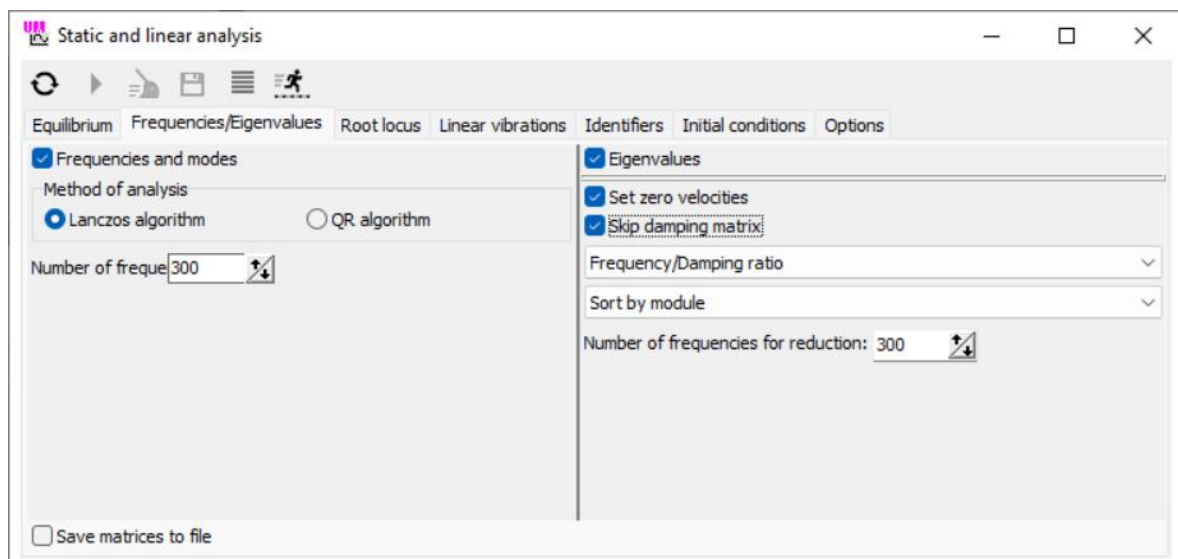 UM Static and linear analysis
Equilibrium Frequencies/Eigenvalues Root locus Linear vibrations Identifiers Initial conditions Options
Frequencies and modes
Method of analysis
Lanczos algorithm QR algorithm
Number of freque 300
Eigenvalues
Set zero velocities
Skip damping matrix
Frequency/Damping ratio
Sort by module
Number of frequencies for reduction: 300
Save matrices to file